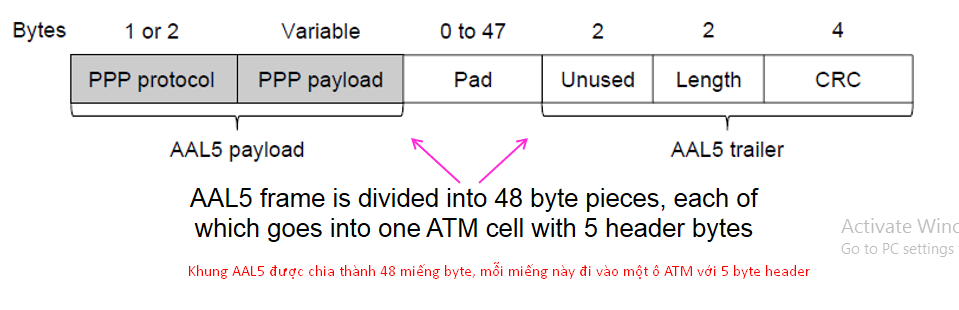 Bytes 1 or 2 Variable 0 to 47 2 2 4
PPP protocol PPP payload Pad Unused Length CRC
AAL5 payload AAL5 trailer
AAL5 frame is divided into 48 byte pieces, each of
which goes into one ATM cell with 5 header bytes
Activate Winc
Go to PC settings
Khung AAL5 được chia thành 48 miếng byte, mỗi miếng này đi vào một ô ATM với 5 byte header